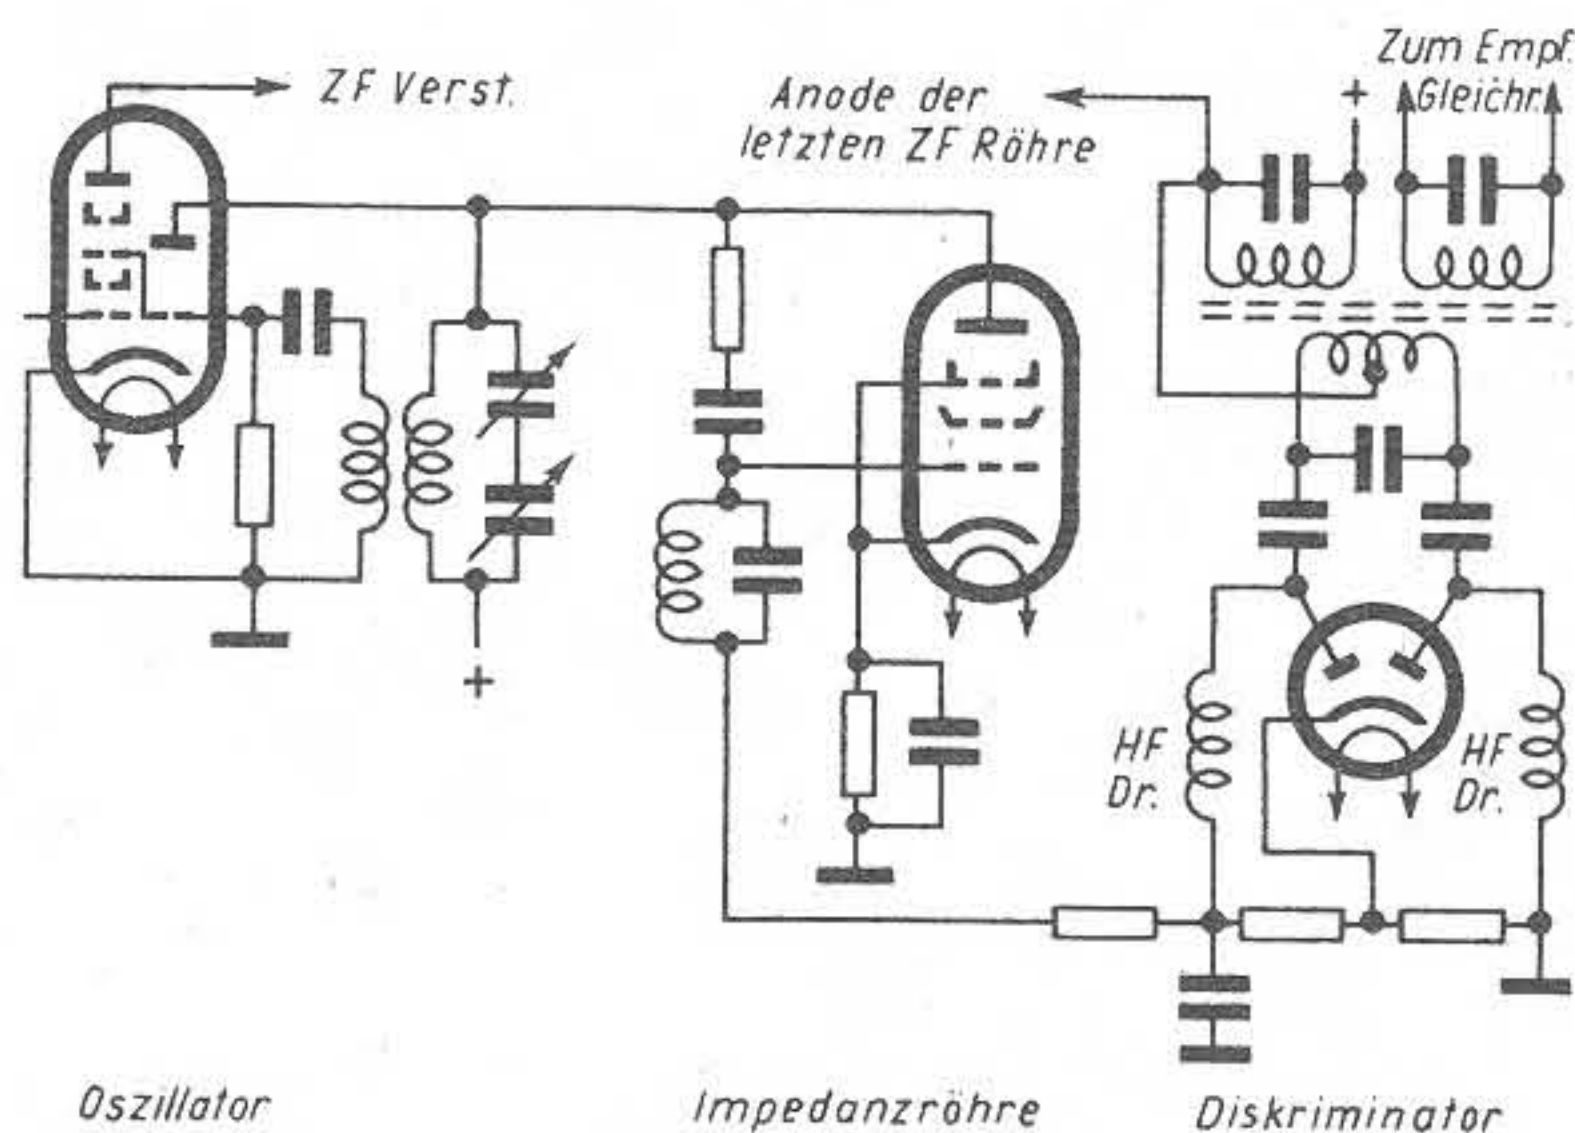 ZF Verst.
Anode der
letzten ZF Röhre
Zum Empf.
Gleichr.
+
+
HF
Dr.
HF
Dr.
Oszillator
Impedanzröhre
Diskriminator